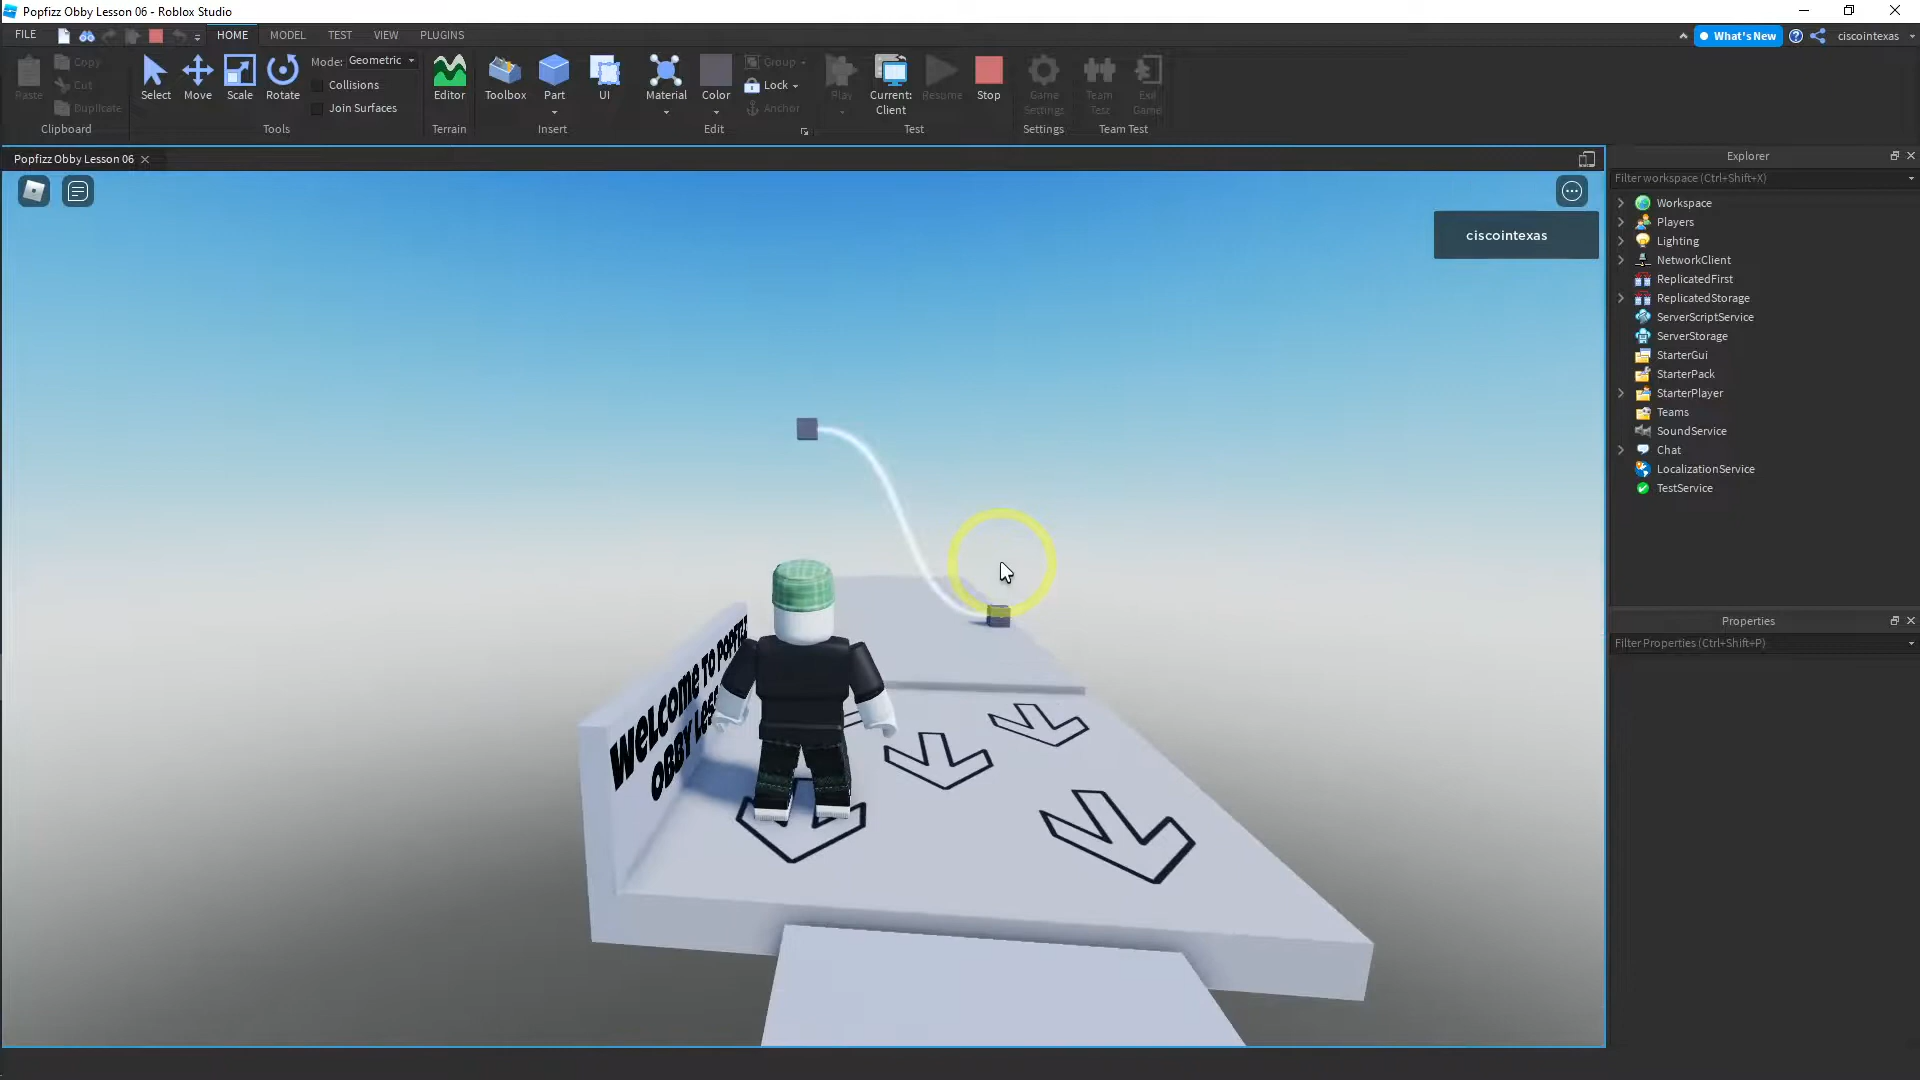 Popfizz Obby Lesson 06 - Roblox Studio
FILE HOME MODEL TEST VIEW PLUGINS What's New ciscointexas
Paste Copy Cut Duplicate Clipboard
Select Move Scale Rotate Mode: Geometric Collisions Join Surfaces Tools
Editor Terrain
Toolbox Part UI Insert
Material Color Group Lock Anchor Edit
Play Current: Client Resume Stop Test
Game Settings Settings
Team Test Exit Game Team Test
Popfizz Obby Lesson 06
ciscointexas
WELCOME TO POPFIZZ
OBBY LES
Explorer
Filter workspace (Ctrl+Shift+X)
Workspace
Players
Lighting
NetworkClient
ReplicatedFirst
ReplicatedStorage
ServerScriptService
ServerStorage
StarterGui
StarterPack
StarterPlayer
Teams
SoundService
Chat
LocalizationService
TestService
Properties
Filter Properties (Ctrl+Shift+P)